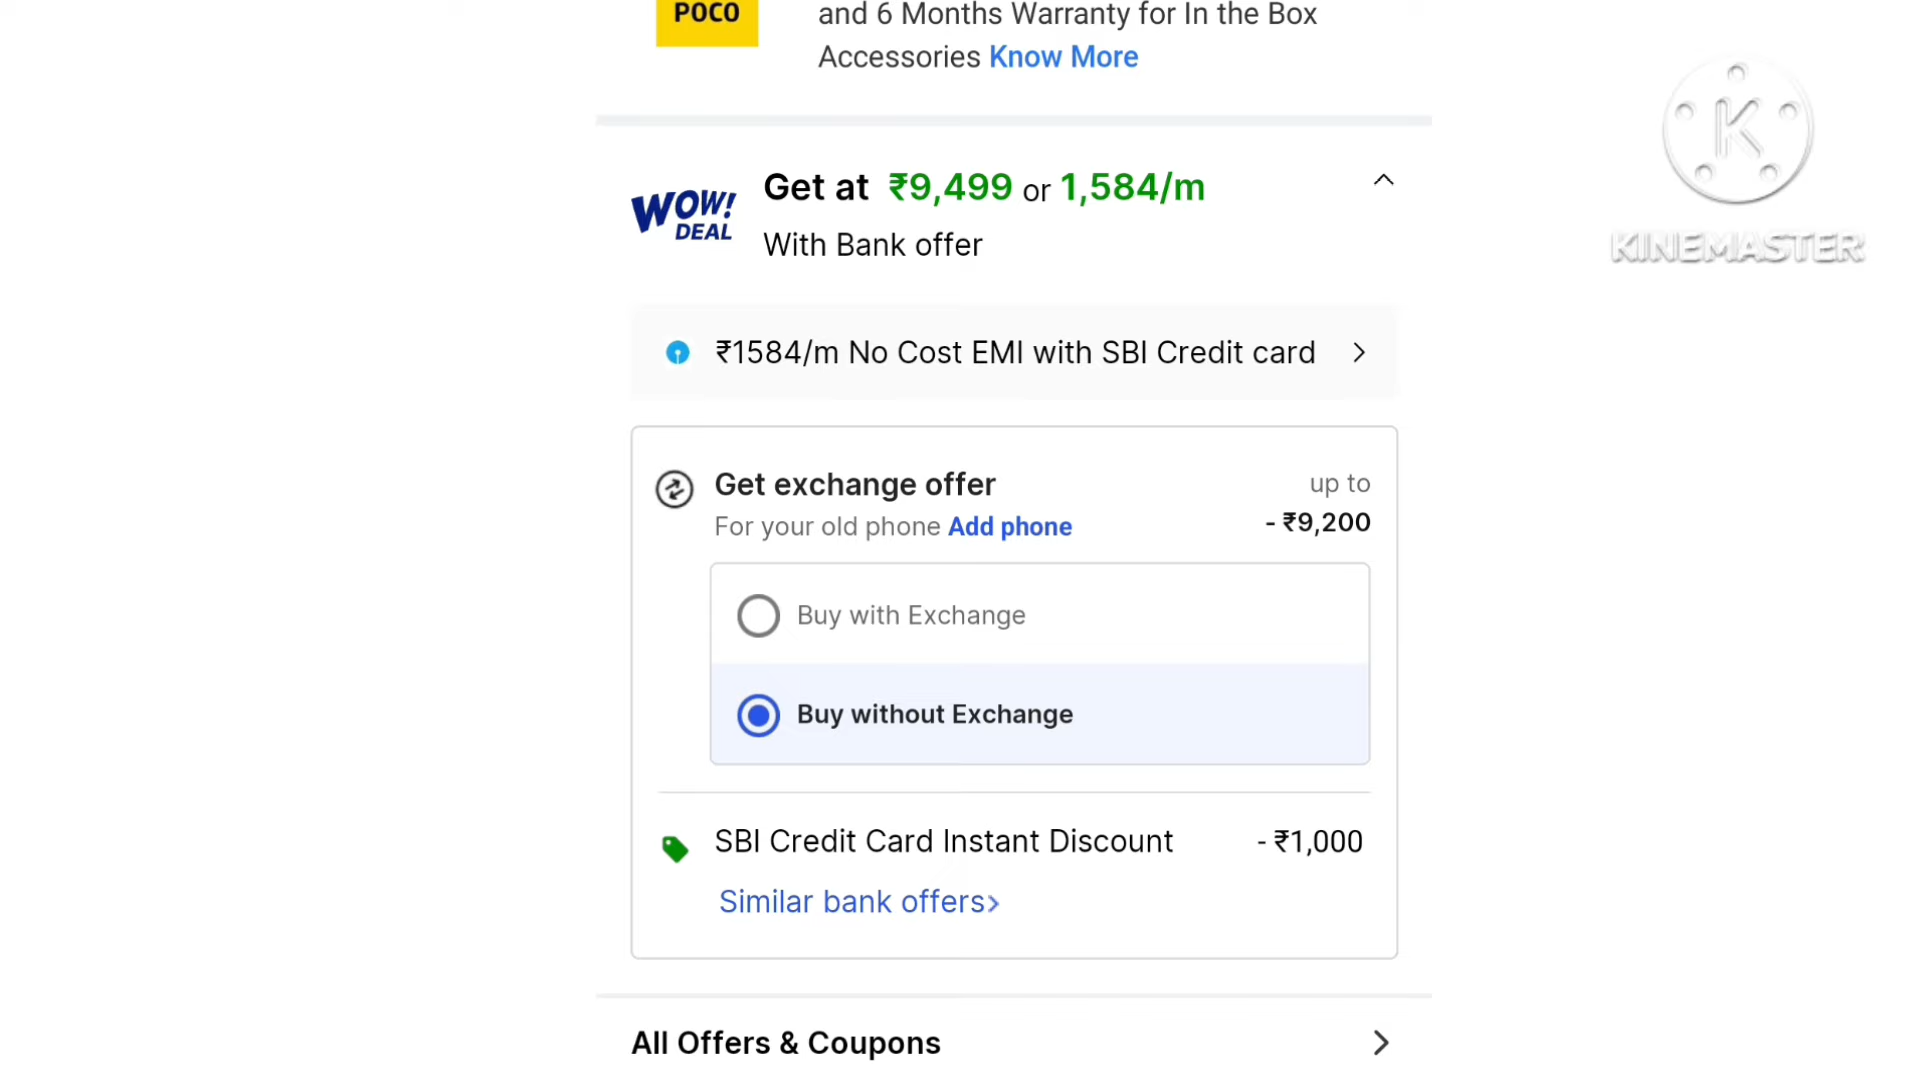 POCO
and 6 Months Warranty for In the Box
Accessories Know More
K
KINEMASTER
WOW!
DEAL
Get at ₹9,499 or 1,584/m
With Bank offer
₹1584/m No Cost EMI with SBI Credit card
Get exchange offer
up to
For your old phone Add phone
- ₹9,200
Buy with Exchange
Buy without Exchange
SBI Credit Card Instant Discount - ₹1,000
Similar bank offers
All Offers & Coupons